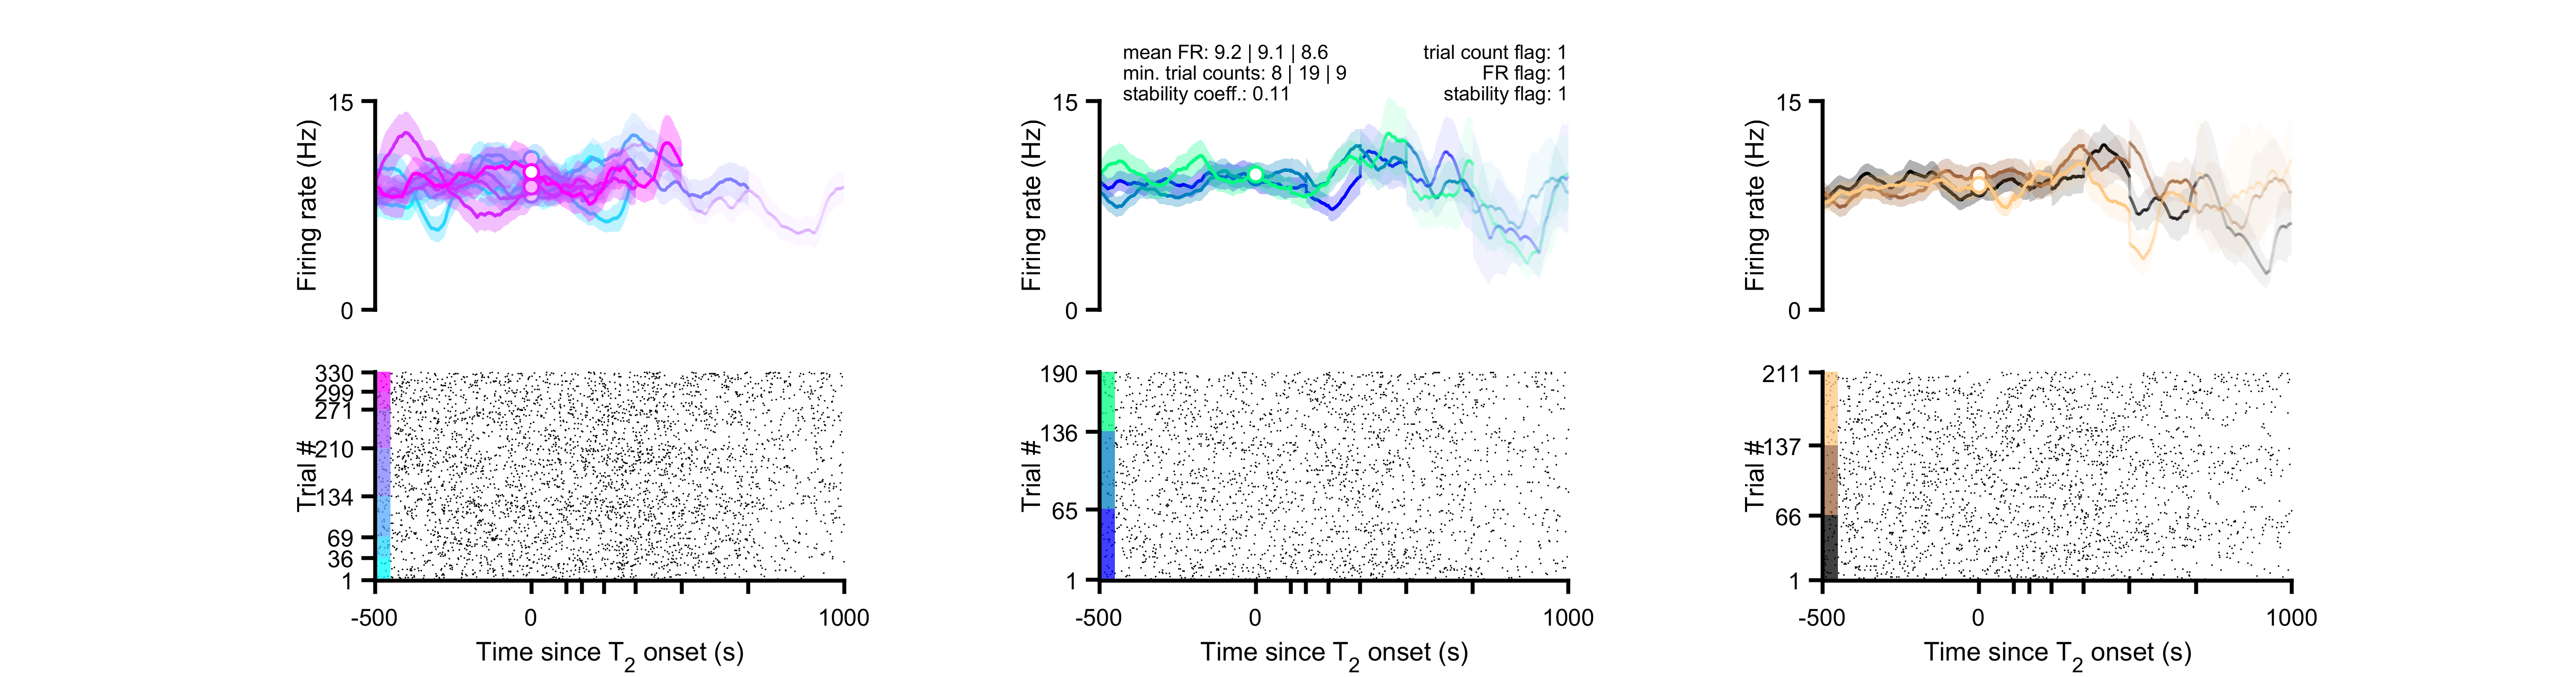 mean FR: 9.2 | 9.1 | 8.6
trial count flag: 1
min. trial counts: 8 | 19 | 9
FR flag: 1
stability coeff.: 0.11
stability flag: 1
15
Firing rate (Hz)
0
15
Firing rate (Hz)
0
15
Firing rate (Hz)
0
330
299
271
210
134
69
36
1
Trial #
-500
0
1000
Time since T2 onset (s)
190
136
65
1
Trial #
-500
0
1000
Time since T2 onset (s)
211
137
66
1
Trial #
-500
0
1000
Time since T2 onset (s)